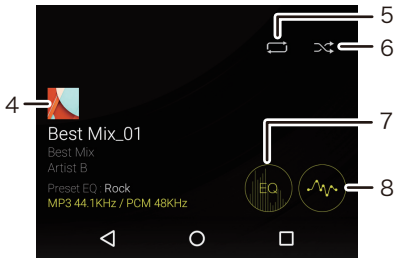 5
6
4
Best Mix_01
Best Mix
Artist B
7
Preset EQ : Rock
EQ
8
MP3 44.1KHz / PCM 48KHz